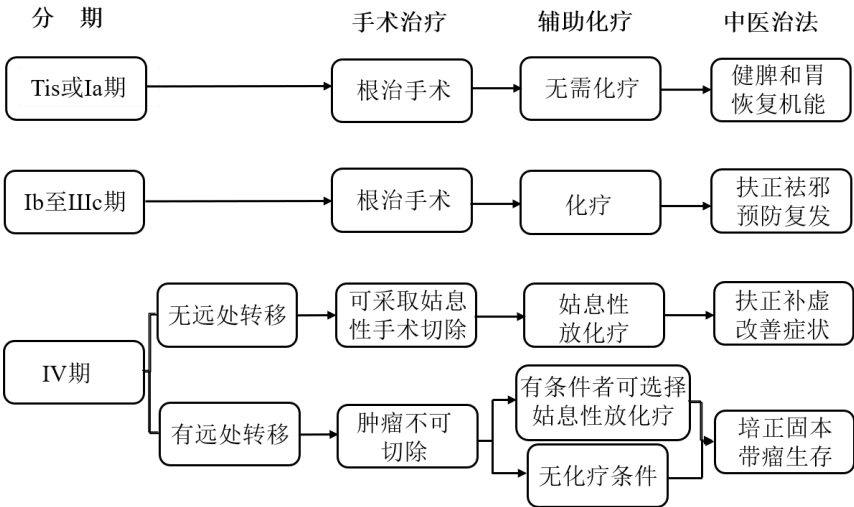 分 期
手术治疗
辅助化疗
中医治法
Tis或Ia期
根治手术
无需化疗
健脾和胃
恢复机能
Ib至IIIc期
根治手术
化疗
扶正祛邪
预防复发
IV期
无远处转移
可采取姑息
性手术切除
姑息性
放化疗
扶正补虚
改善症状
有远处转移
肿瘤不可
切除
有条件者可选择
姑息性放化疗
无化疗条件
培正固本
带瘤生存